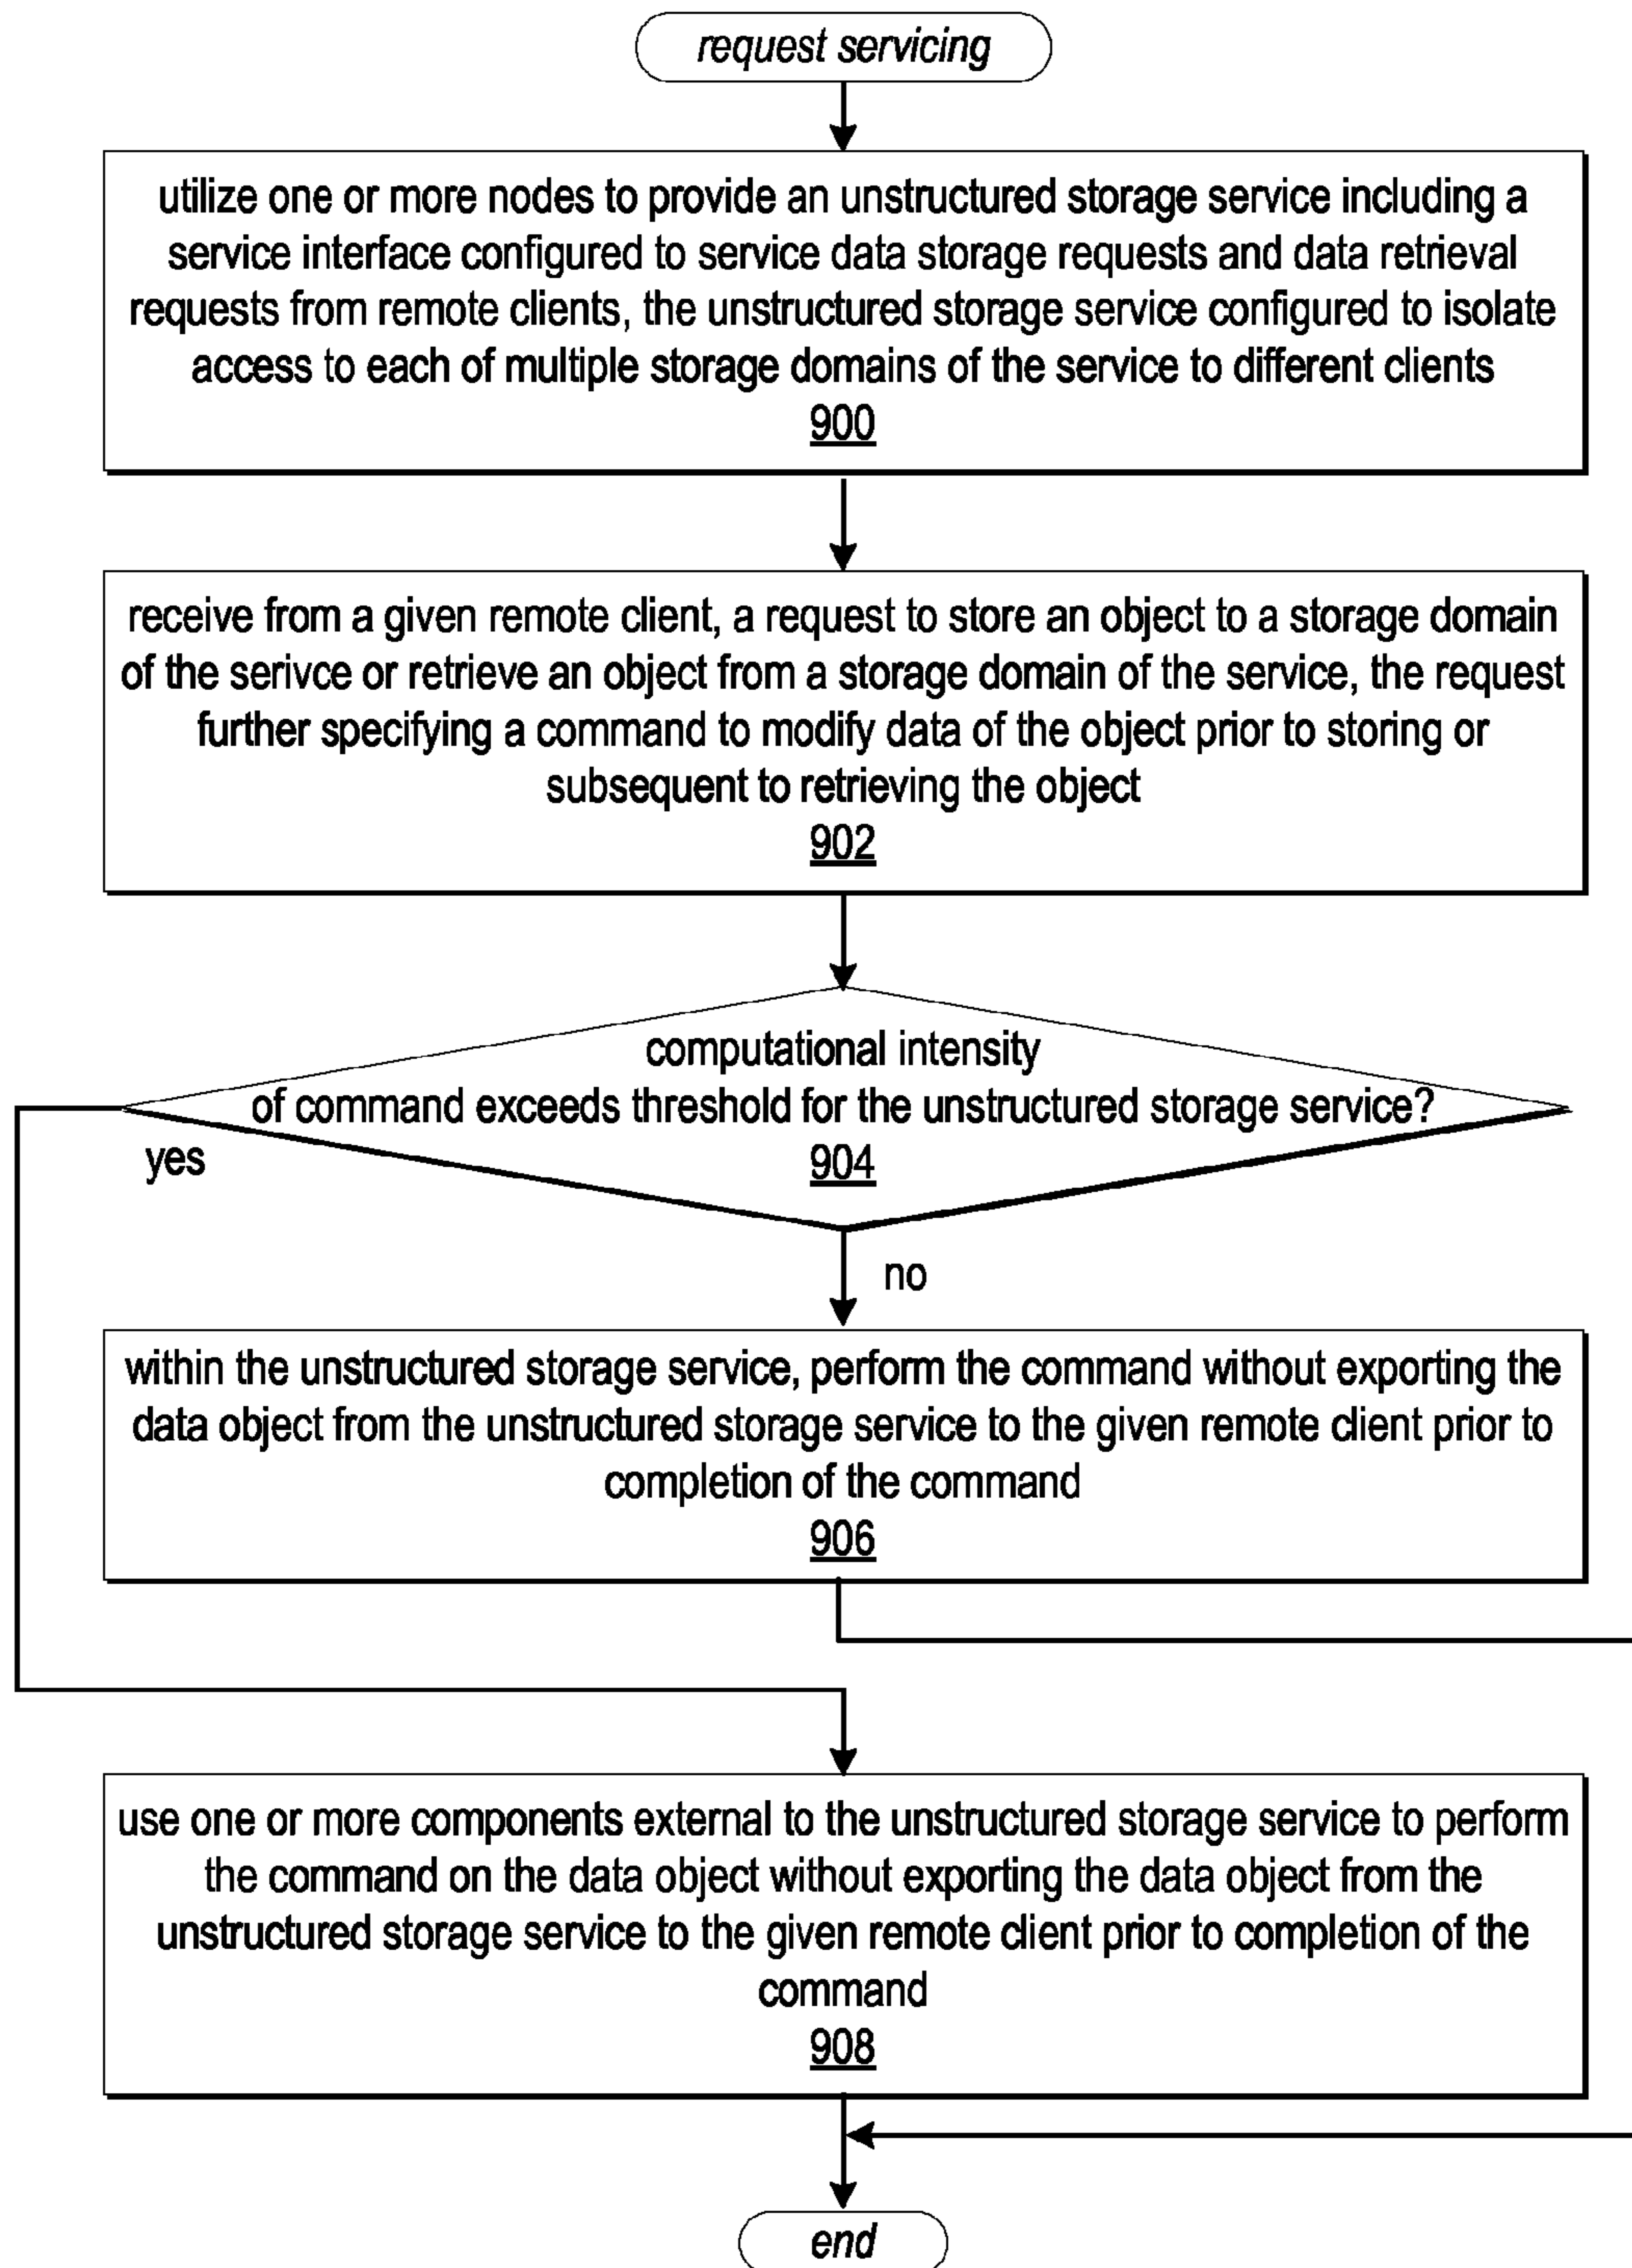 request servicing
utilize one or more nodes to provide an unstructured storage service including a
service interface configured to service data storage requests and data retrieval
requests from remote clients, the unstructured storage service configured to isolate
access to each of multiple storage domains of the service to different clients
900
receive from a given remote client, a request to store an object to a storage domain
of the serivce or retrieve an object from a storage domain of the service, the request
further specifying a command to modify data of the object prior to storing or
subsequent to retrieving the object
902
computational intensity
of command exceeds threshold for the unstructured storage service?
904
yes
no
within the unstructured storage service, perform the command without exporting the
data object from the unstructured storage service to the given remote client prior to
completion of the command
906
use one or more components external to the unstructured storage service to perform
the command on the data object without exporting the data object from the
unstructured storage service to the given remote client prior to completion of the
command
908
end